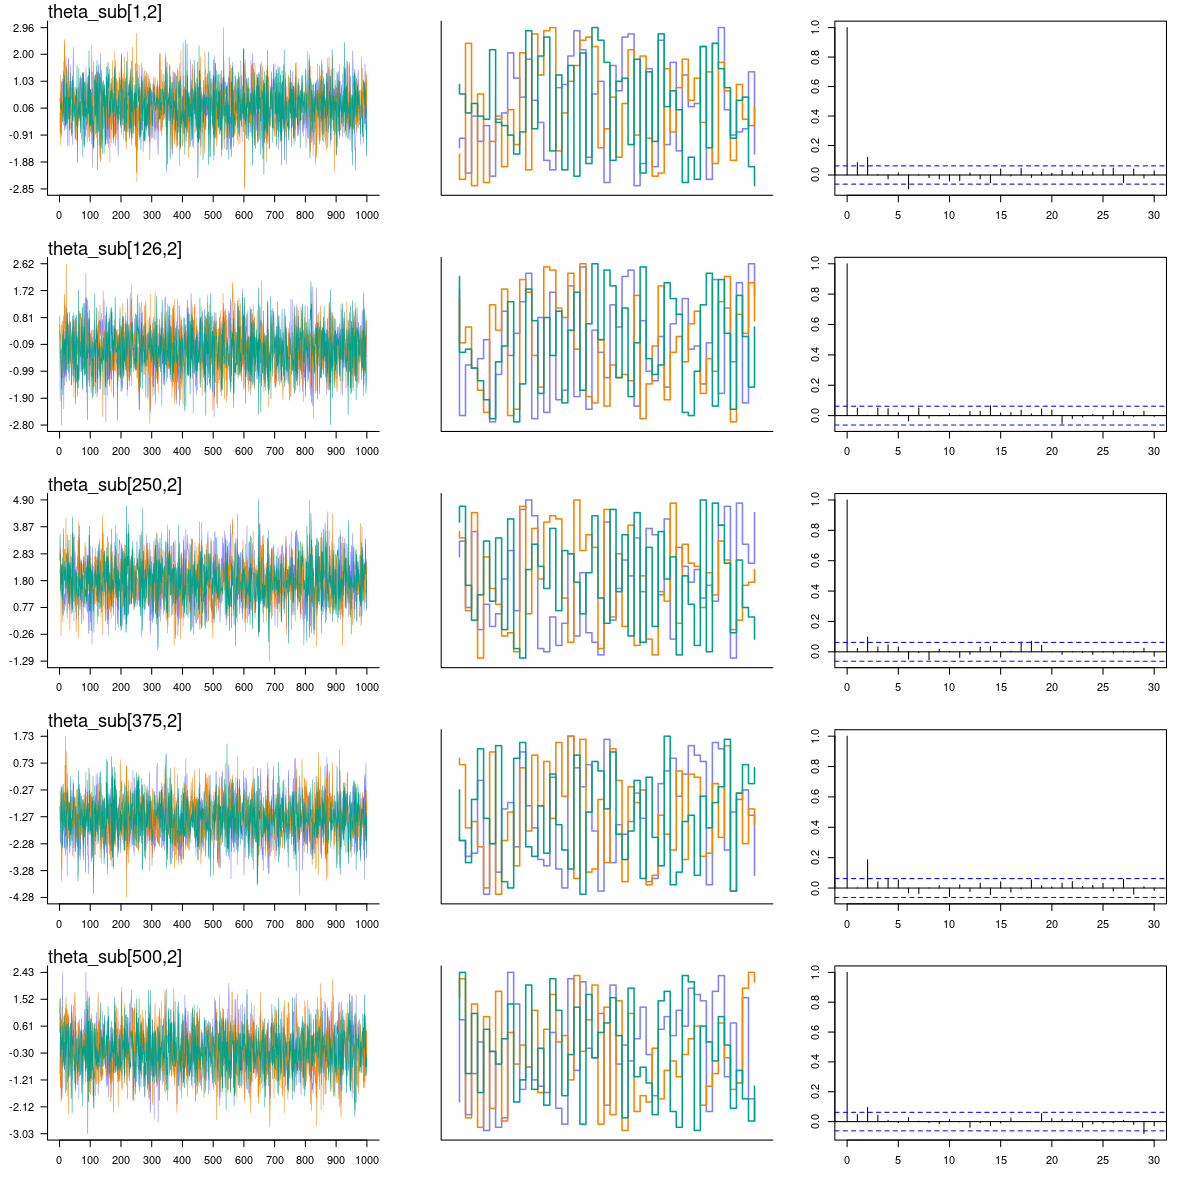 theta_sub[1,2]
2.96
2.00
1.03
0.06
-0.91
-1.88
-2.85
0 100 200 300 400 500 600 700 800 900 1000
0.0 0.2 0.4 0.6 0.8 1.0
0 5 10 15 20 25 30
theta_sub[126,2]
2.62
1.72
0.81
-0.09
-0.99
-1.90
-2.80
0 100 200 300 400 500 600 700 800 900 1000
0.0 0.2 0.4 0.6 0.8 1.0
0 5 10 15 20 25 30
theta_sub[250,2]
4.90
3.87
2.83
1.80
0.77
-0.26
-1.29
0 100 200 300 400 500 600 700 800 900 1000
0.0 0.2 0.4 0.6 0.8 1.0
0 5 10 15 20 25 30
theta_sub[375,2]
1.73
0.73
-0.27
-1.27
-2.28
-3.28
-4.28
0 100 200 300 400 500 600 700 800 900 1000
0.0 0.2 0.4 0.6 0.8 1.0
0 5 10 15 20 25 30
theta_sub[500,2]
2.43
1.52
0.61
-0.30
-1.21
-2.12
-3.03
0 100 200 300 400 500 600 700 800 900 1000
0.0 0.2 0.4 0.6 0.8 1.0
0 5 10 15 20 25 30